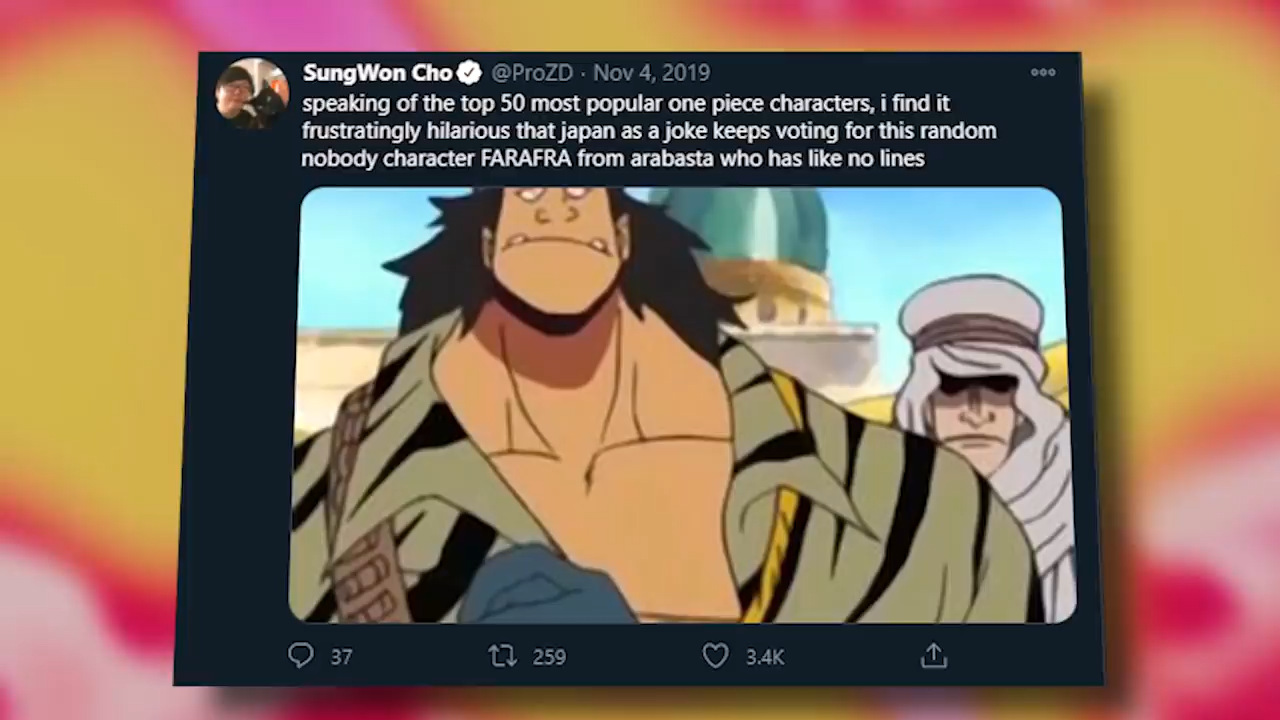 SungWon Cho @ProZD · Nov 4, 2019
speaking of the top 50 most popular one piece characters, i find it
frustratingly hilarious that japan as a joke keeps voting for this random
nobody character FARAFRA from arabasta who has like no lines
37 259 3.4K